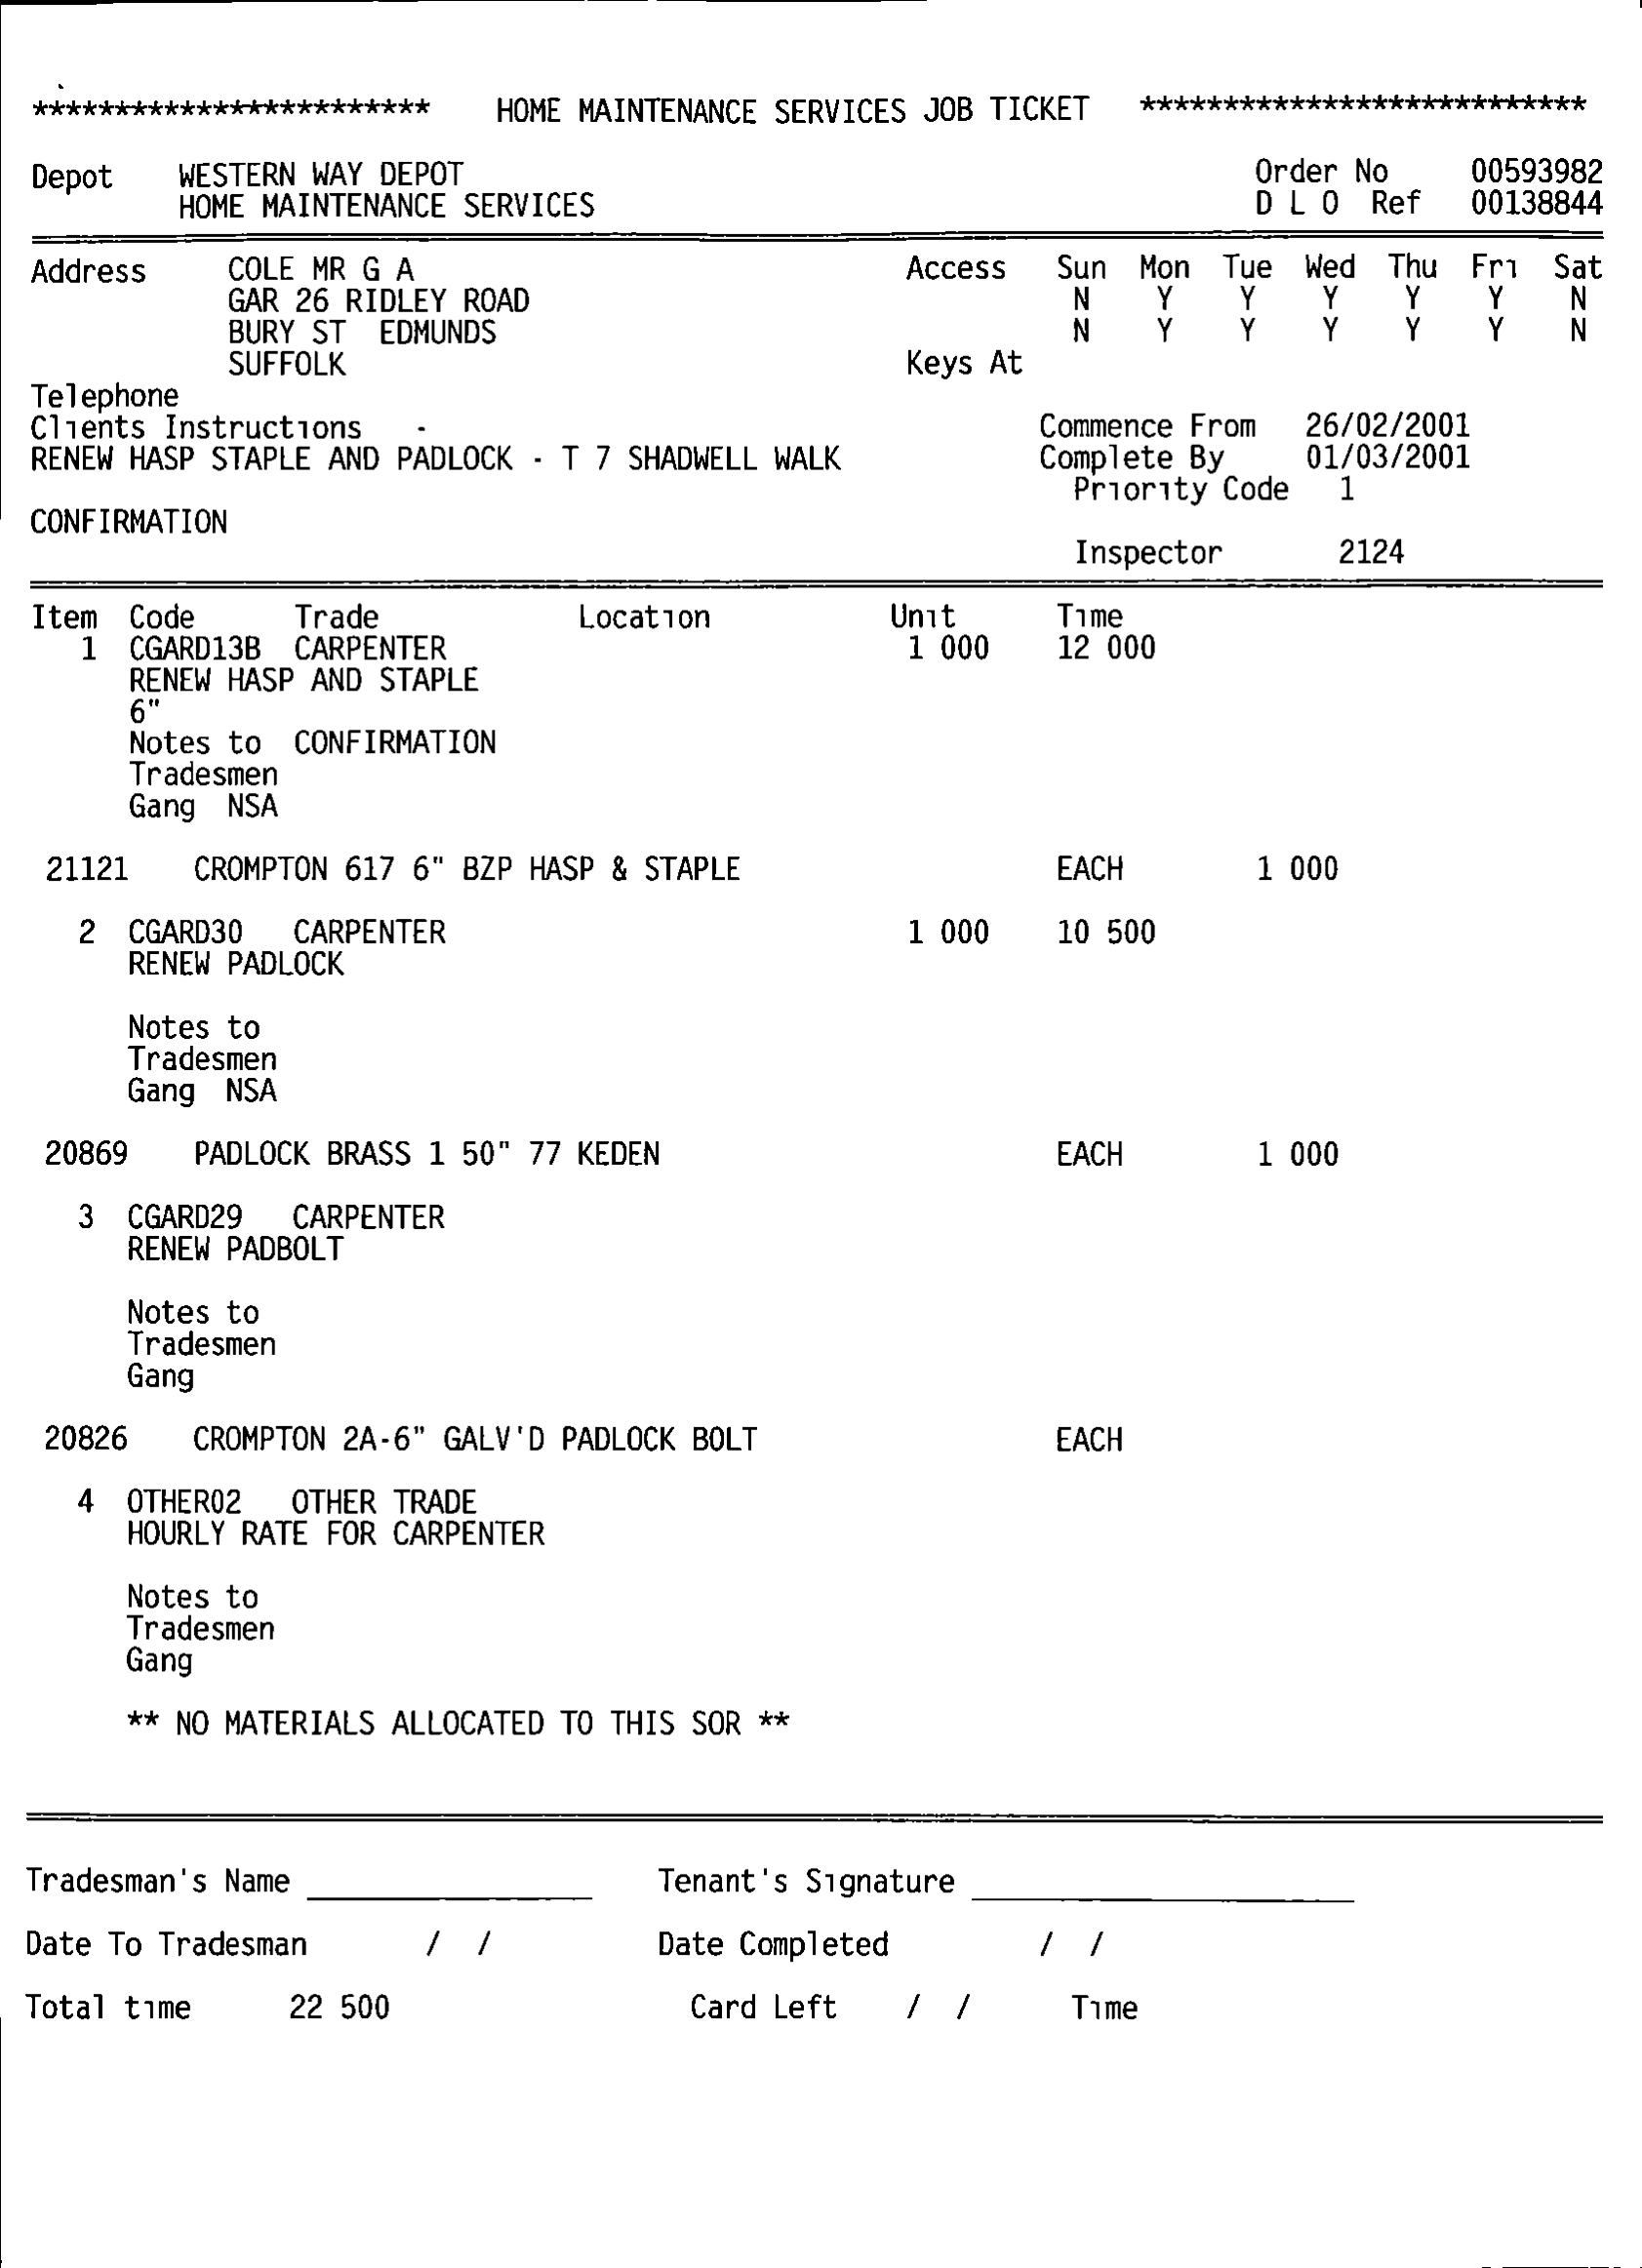 ************************ HOME MAINTENANCE SERVICES JOB TICKET ***************************
Depot WESTERN WAY DEPOT Order No 00593982
HOME MAINTENANCE SERVICES D L O Ref 00138844
Address COLE MR G A Access Sun Mon Tue Wed Thu Fri Sat
GAR 26 RIDLEY ROAD N Y Y Y Y Y N
BURY ST EDMUNDS N Y Y Y Y Y N
SUFFOLK Keys At
Telephone
Clients Instructions - Commence From 26/02/2001
RENEW HASP STAPLE AND PADLOCK - T 7 SHADWELL WALK Complete By 01/03/2001
Priority Code 1
CONFIRMATION
Inspector 2124
Item Code Trade Location Unit Time
1 CGARD13B CARPENTER 1 000 12 000
RENEW HASP AND STAPLE
6"
Notes to CONFIRMATION
Tradesmen
Gang NSA
21121 CROMPTON 617 6" BZP HASP & STAPLE EACH 1 000
2 CGARD30 CARPENTER 1 000 10 500
RENEW PADLOCK
Notes to
Tradesmen
Gang NSA
20869 PADLOCK BRASS 1 50" 77 KEDEN EACH 1 000
3 CGARD29 CARPENTER
RENEW PADBOLT
Notes to
Tradesmen
Gang
20826 CROMPTON 2A-6" GALV'D PADLOCK BOLT EACH
4 OTHER02 OTHER TRADE
HOURLY RATE FOR CARPENTER
Notes to
Tradesmen
Gang
** NO MATERIALS ALLOCATED TO THIS SOR **
Tradesman's Name Tenant's Signature
Date To Tradesman / / Date Completed / /
Total time 22 500 Card Left / / Time